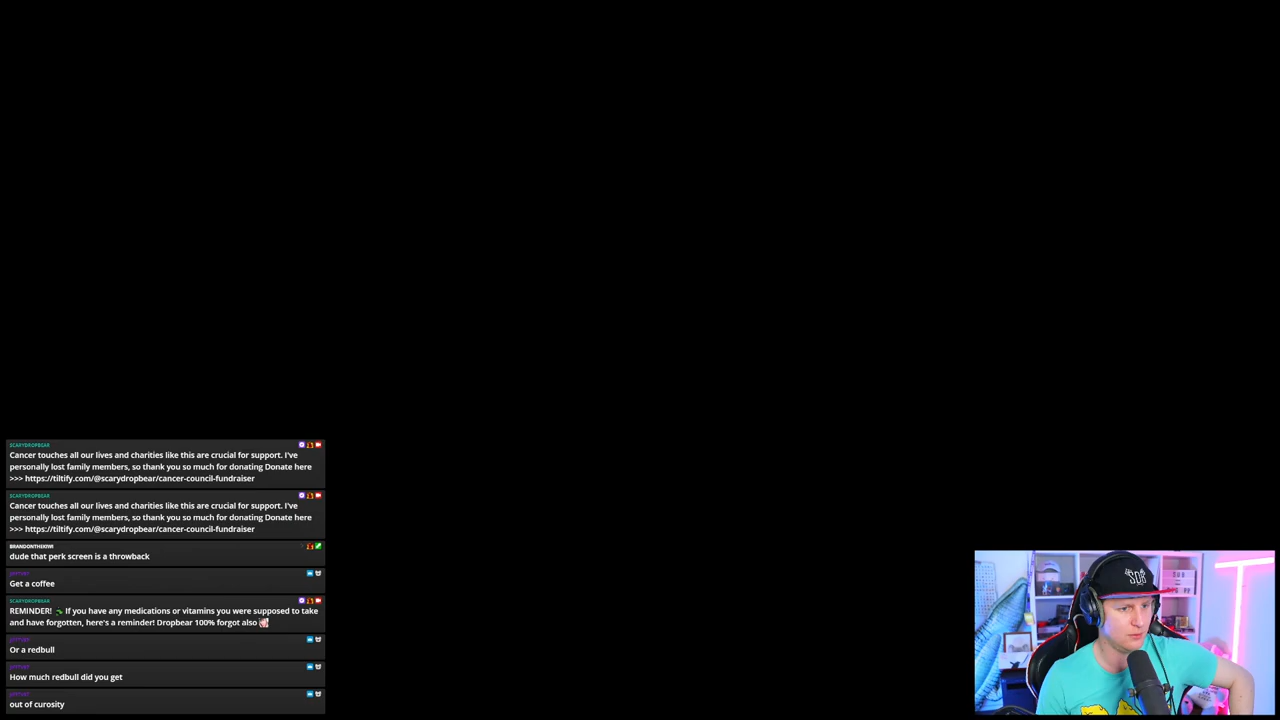 SCARYDROPBEAR
Cancer touches all our lives and charities like this are crucial for support. I've
personally lost family members, so thank you so much for donating Donate here
>>> https://tiltify.com/@scarydropbear/cancer-council-fundraiser
SCARYDROPBEAR
Cancer touches all our lives and charities like this are crucial for support. I've
personally lost family members, so thank you so much for donating Donate here
>>> https://tiltify.com/@scarydropbear/cancer-council-fundraiser
BRANDONTHEKIWI
dude that perk screen is a throwback
Get a coffee
SCARYDROPBEAR
REMINDER! If you have any medications or vitamins you were supposed to take
and have forgotten, here's a reminder! Dropbear 100% forgot also
Or a redbull
How much redbull did you get
out of curosity
SDB